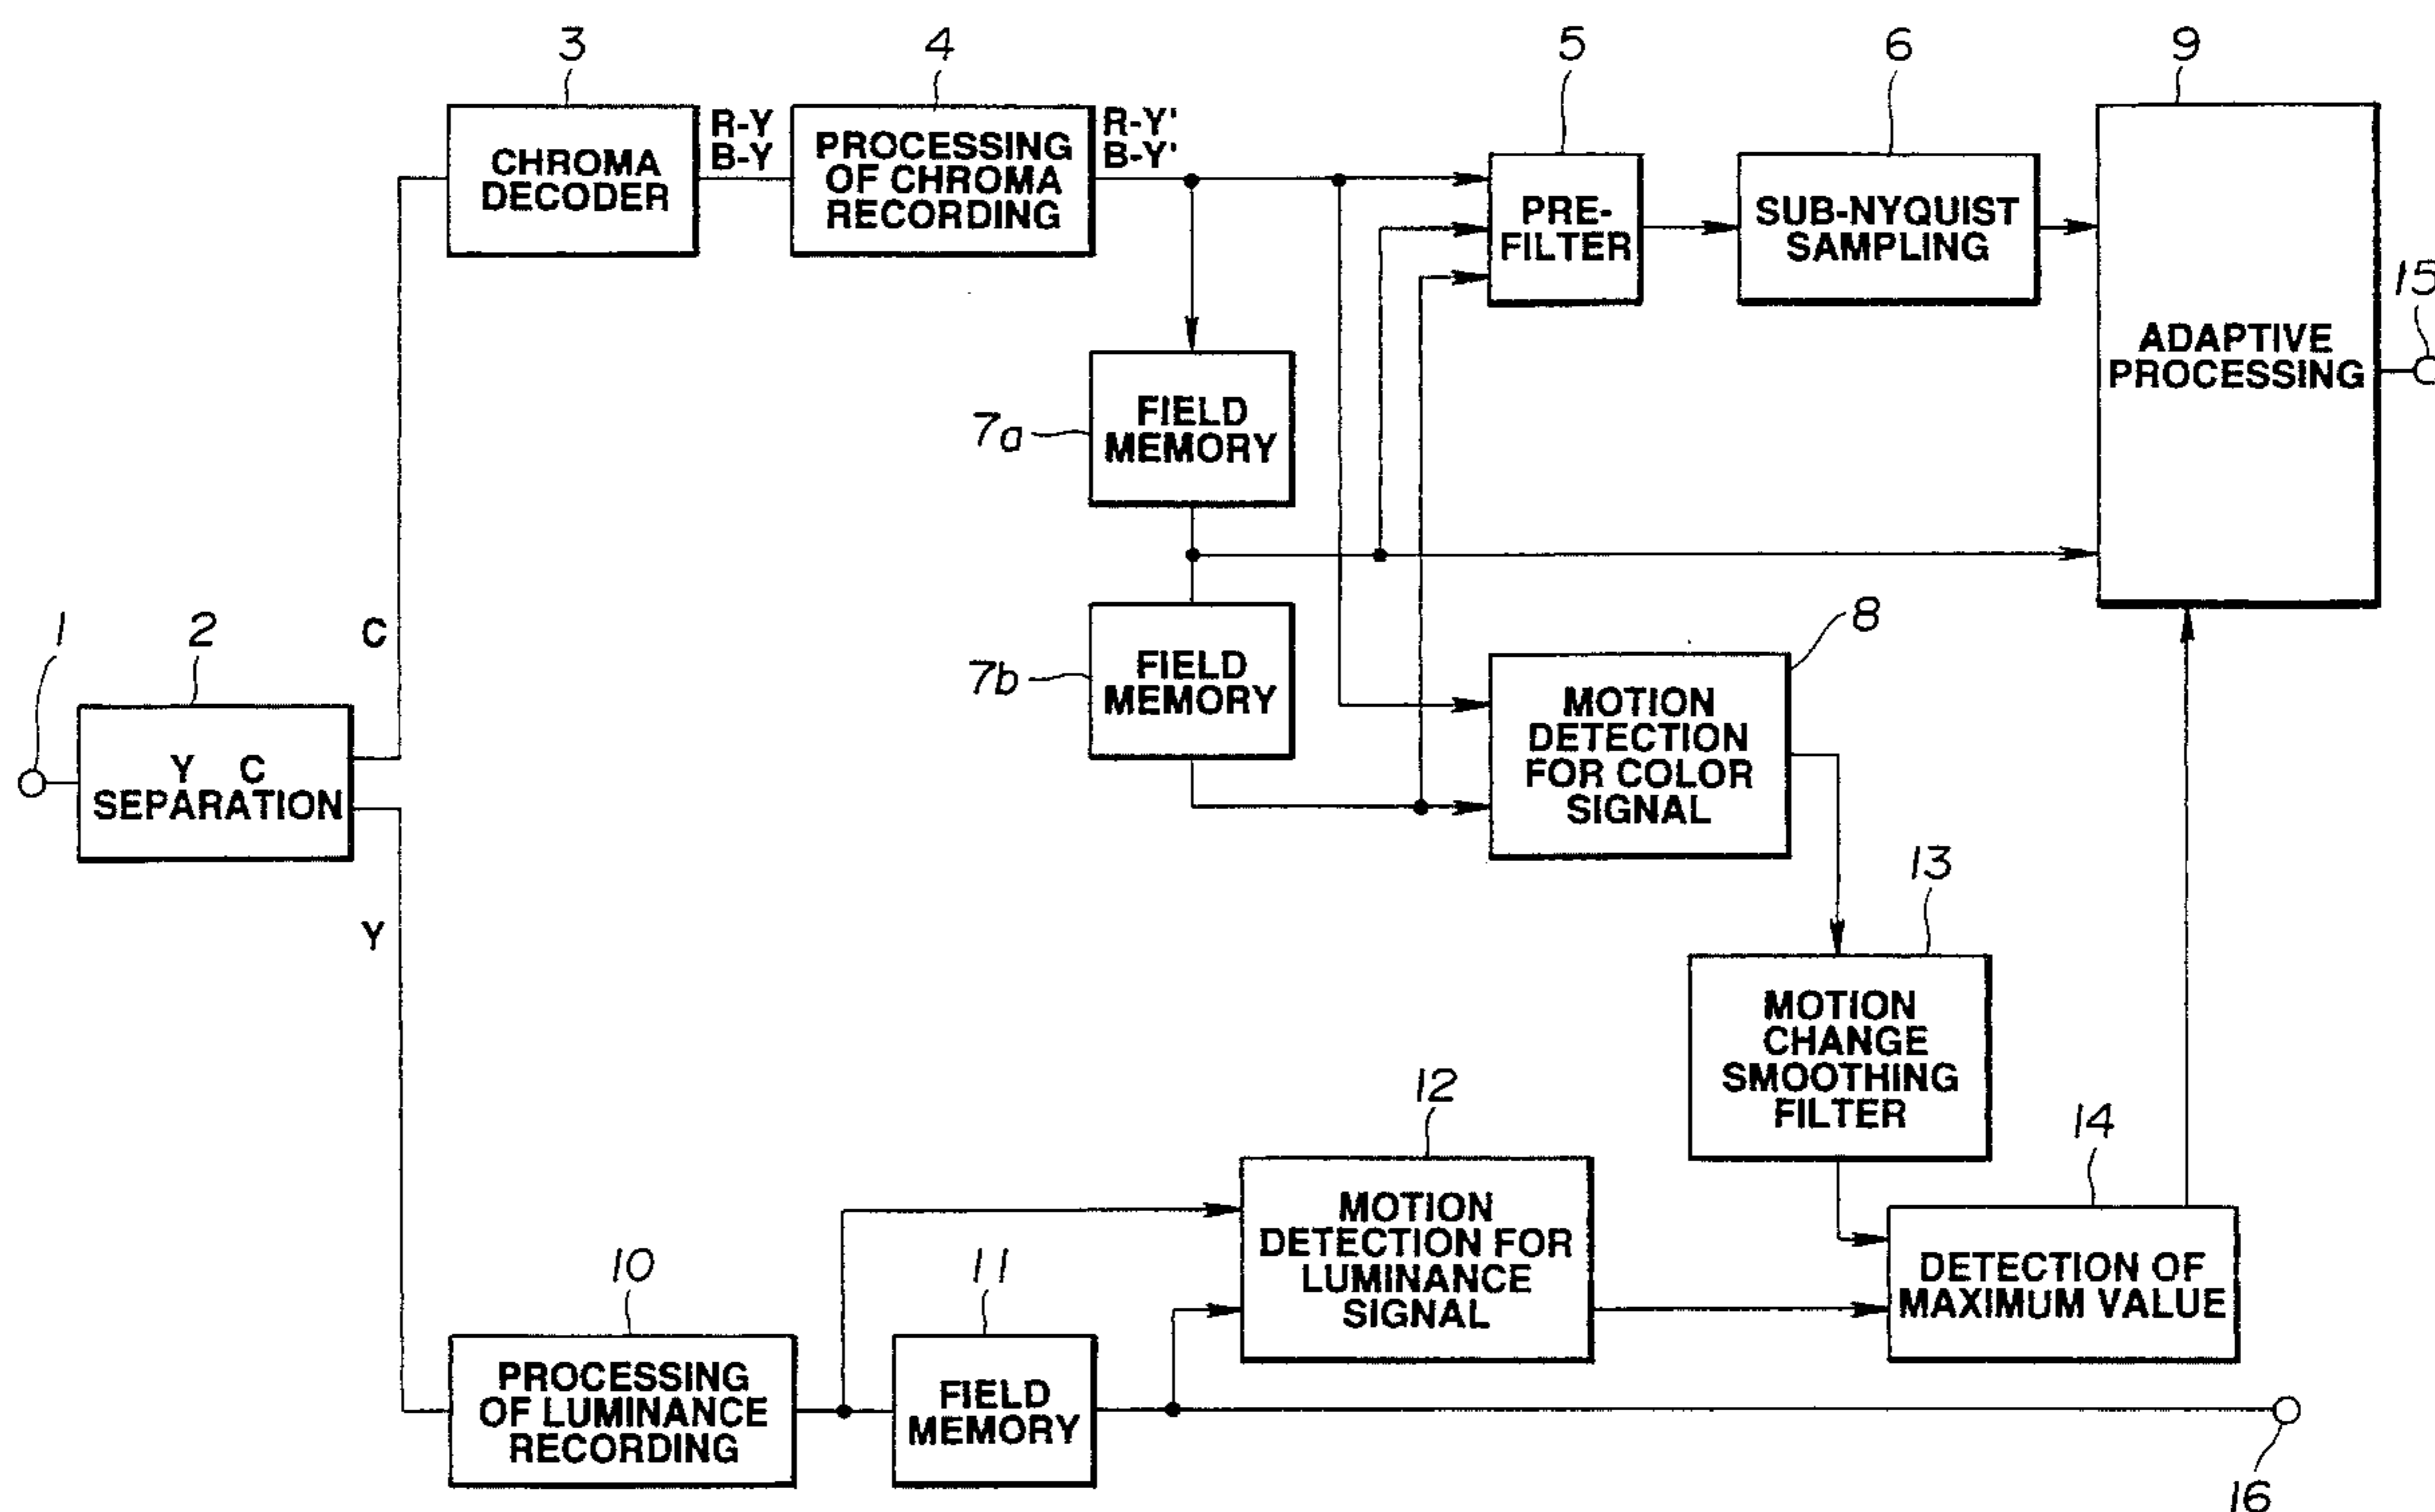 3
4
5
6
9
CHROMA
DECODER
R-Y
B-Y
PROCESSING
OF CHROMA
RECORDING
R-Y'
B-Y'
PRE-
FILTER
SUB-NYQUIST
SAMPLING
ADAPTIVE
PROCESSING
15
7a
FIELD
MEMORY
1
2
C
Y C
SEPARATION
Y
7b
FIELD
MEMORY
8
MOTION
DETECTION
FOR COLOR
SIGNAL
13
MOTION
CHANGE
SMOOTHING
FILTER
12
MOTION
DETECTION FOR
LUMINANCE
SIGNAL
14
DETECTION OF
MAXIMUM VALUE
10
PROCESSING
OF LUMINANCE
RECORDING
11
FIELD
MEMORY
16